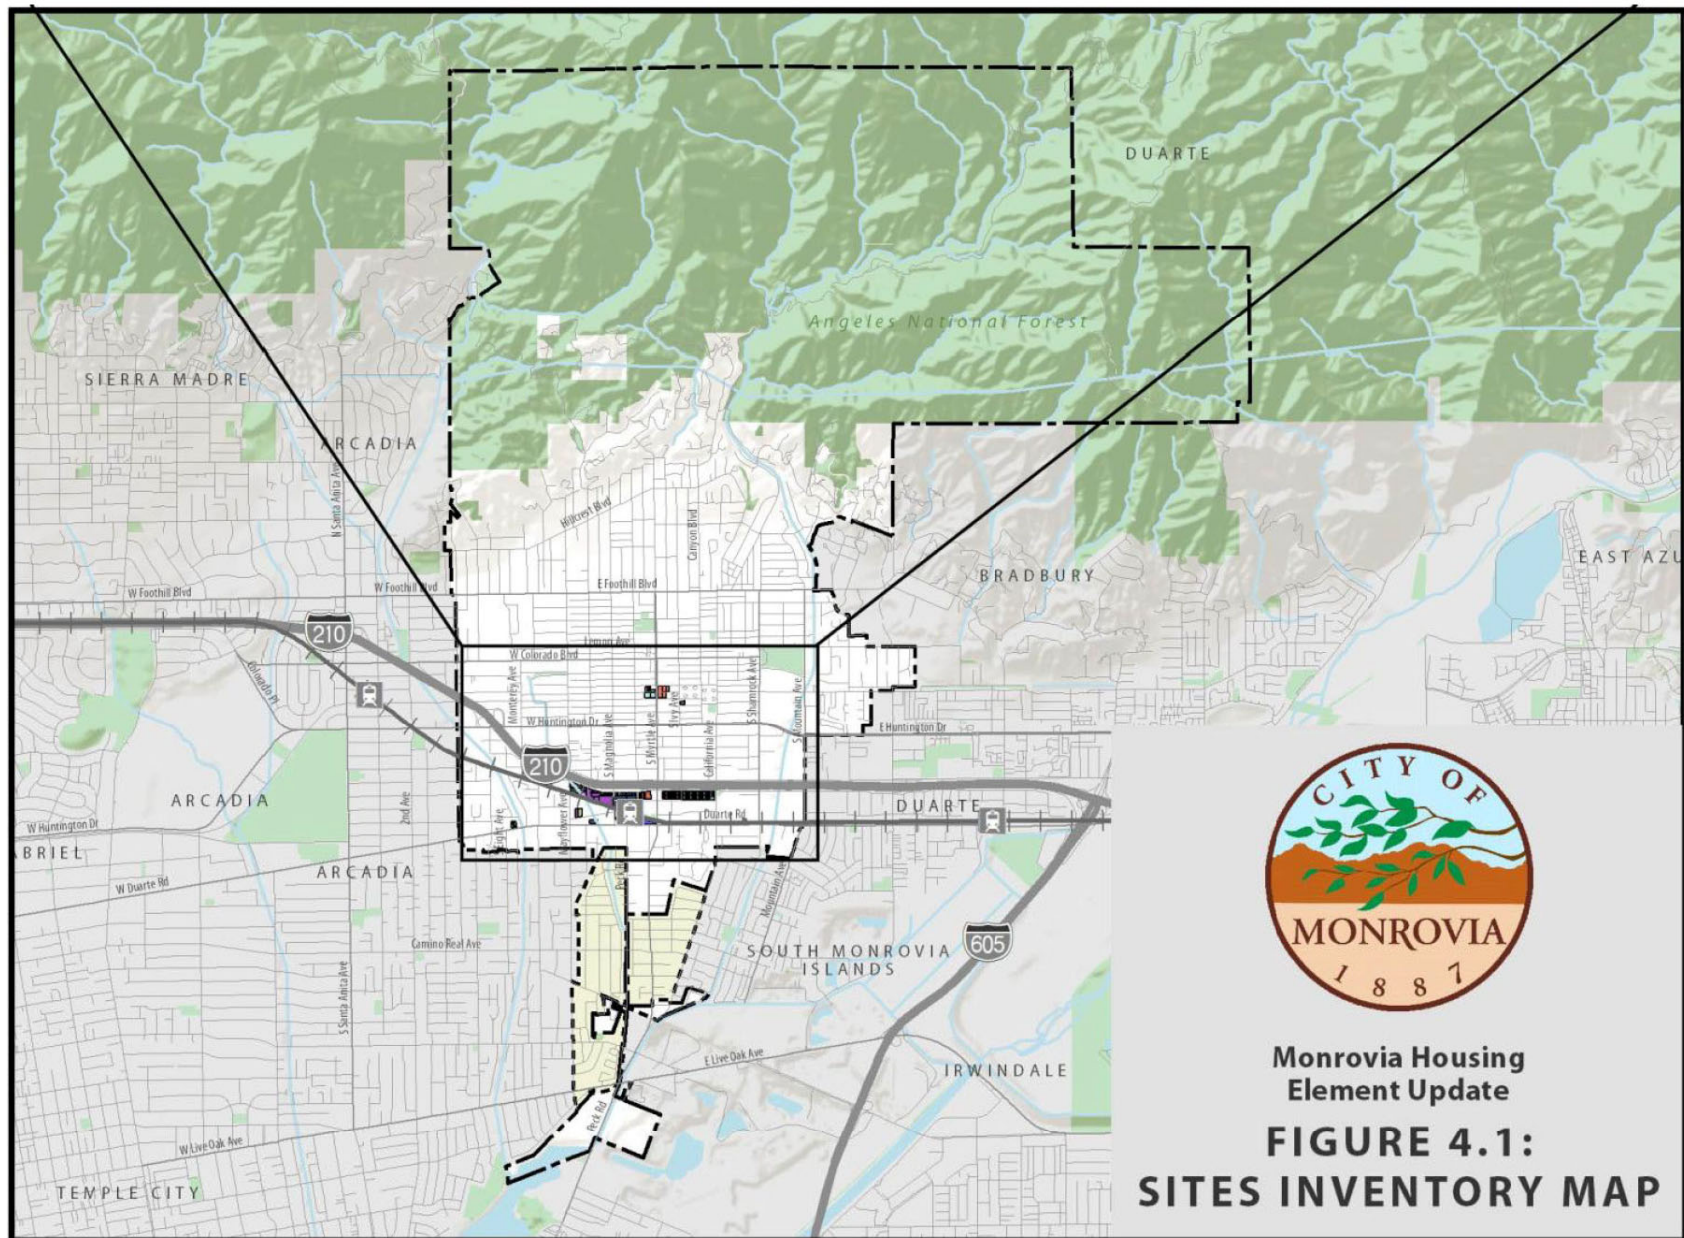 DUARTE
Angeles National Forest
SIERRA MADRE
ARCADIA
N Santa Anita Ave
Hillcrest Blvd
Canyon Blvd
EAST AZU
BRADBURY
W Foothill Blvd
W Foothill Blvd
E Foothill Blvd
210
Lemon Ave
W Colorado Blvd
Colorado Pl
Monterey Ave
S Shamrock Ave
S Mountain Ave
S Ivy Ave
W Huntington Dr
S Magnolia Ave
S Myrtle Ave
California Ave
E Huntington Dr
210
ARCADIA
2nd Ave
DUARTE
Mayflower Ave
Duarte Rd
W Huntington Dr
ABRIEL
ARCADIA
W Duarte Rd
Mountain Ave
Camino Real Ave
SOUTH MONROVIA
ISLANDS
605
S Santa Anita Ave
E Live Oak Ave
IRWINDALE
Peck Rd
W Live Oak Ave
TEMPLE CITY
CITY OF
MONROVIA
1887
Monrovia Housing
Element Update
FIGURE 4.1:
SITES INVENTORY MAP